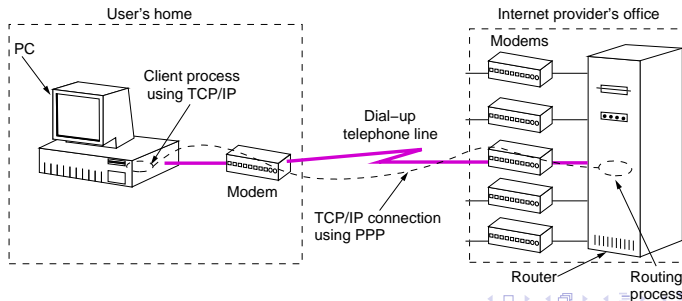 User's home
Internet provider's office
PC
Modems
Client process
using TCP/IP
Dial−up
telephone line
Modem
TCP/IP connection
using PPP
Router
Routing
process